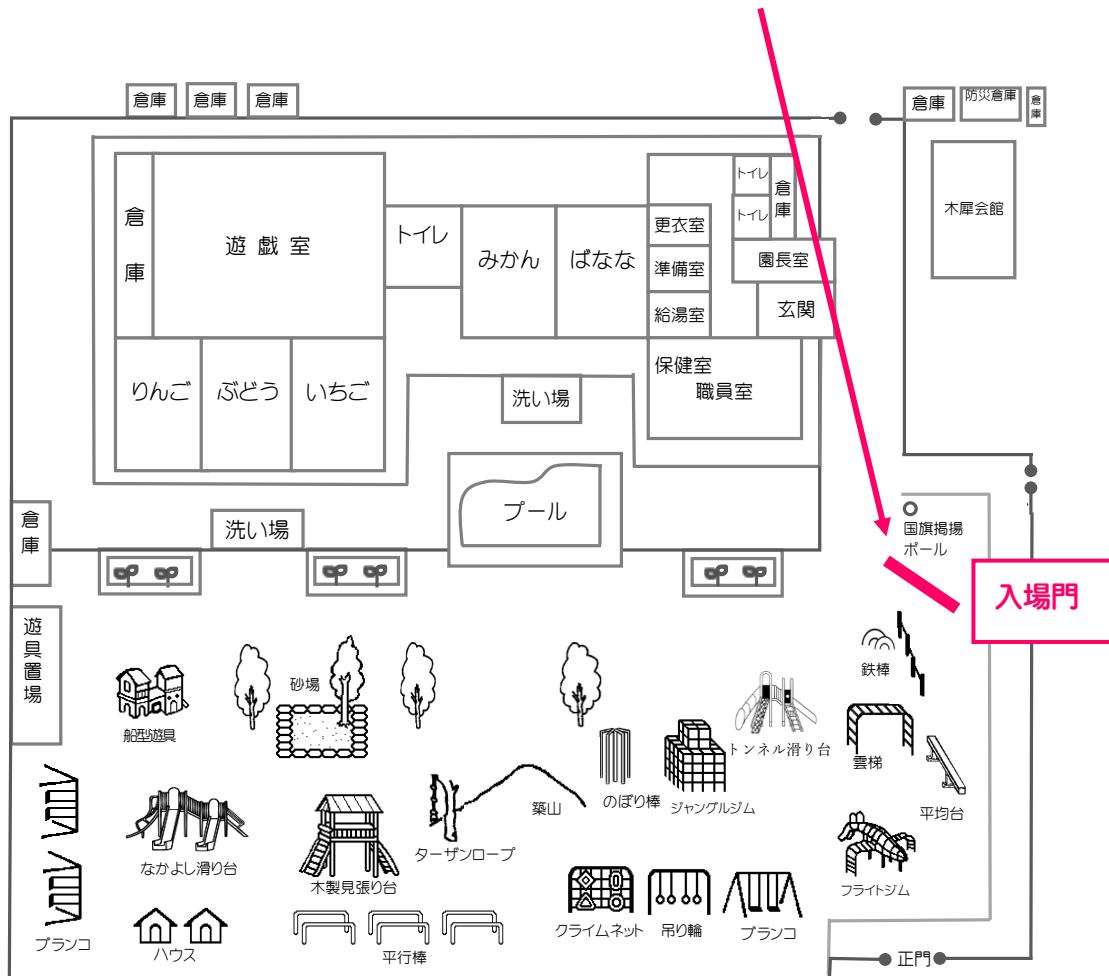 倉庫
倉庫
倉庫
倉庫
防災倉庫
倉庫
木犀会館
倉庫
遊戯室
トイレ
みかん
ばなな
更衣室
準備室
給湯室
トイレ
トイレ
倉庫
園長室
玄関
りんご
ぶどう
いちご
保健室
職員室
洗い場
プール
倉庫
洗い場
国旗掲揚
ポール
入場門
遊具置場
船型遊具
砂場
鉄棒
トンネル滑り台
雲梯
平均台
のぼり棒
ジャングルジム
築山
ターザンロープ
なかよし滑り台
木製見張り台
フライトジム
ブランコ
ハウス
平行棒
クライムネット
吊り輪
ブランコ
正門